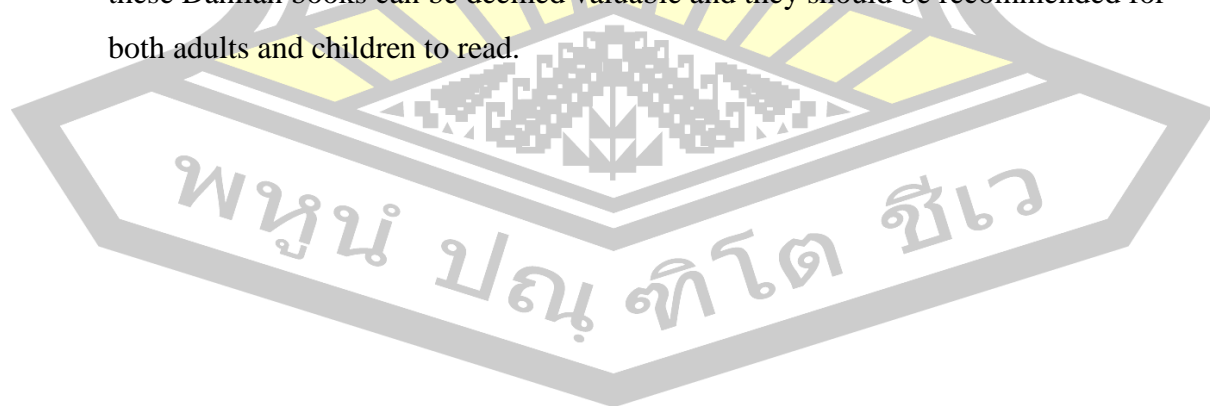 these Dahlian books can be deemed valuable and they should be recommended for
both adults and children to read.
พหูนํ ปณฺฑิโต ชีเว